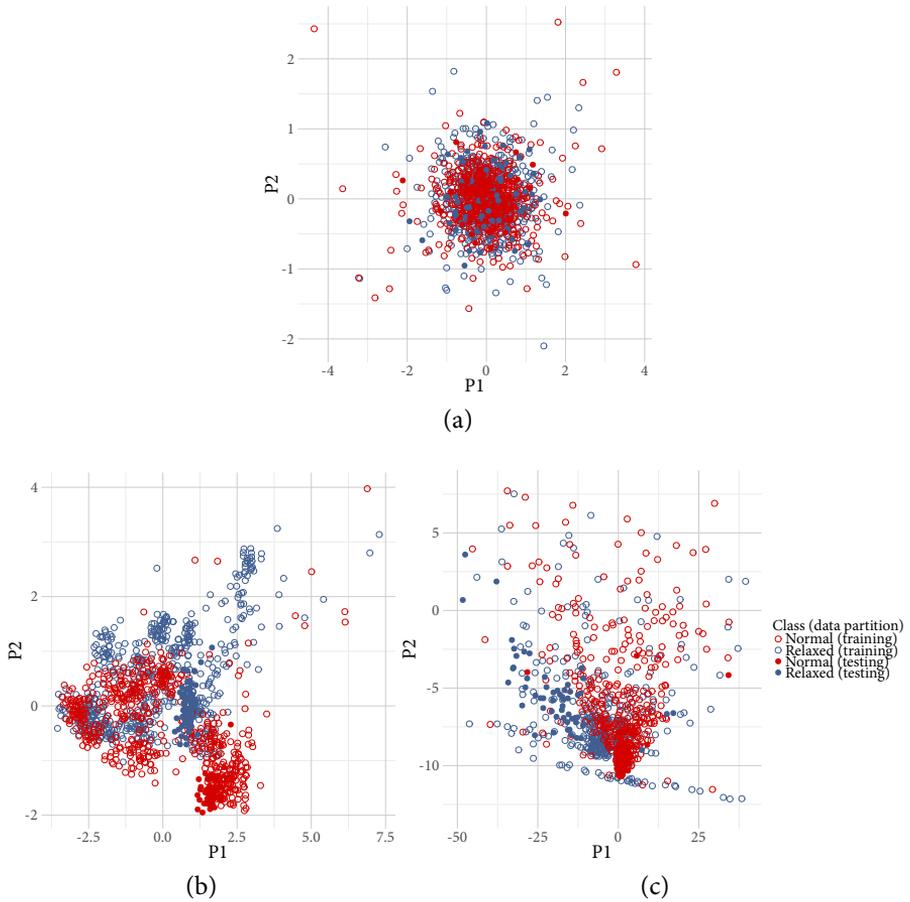 2
1
0
-1
-2
P2
-4
-2
0
2
4
P1
(a)
4
2
0
-2
P2
-2.5
0.0
2.5
5.0
7.5
P1
(b)
5
0
-5
-10
P2
-50
-25
0
25
P1
(c)
Class (data partition)
Normal (training)
Relaxed (training)
Normal (testing)
Relaxed (testing)